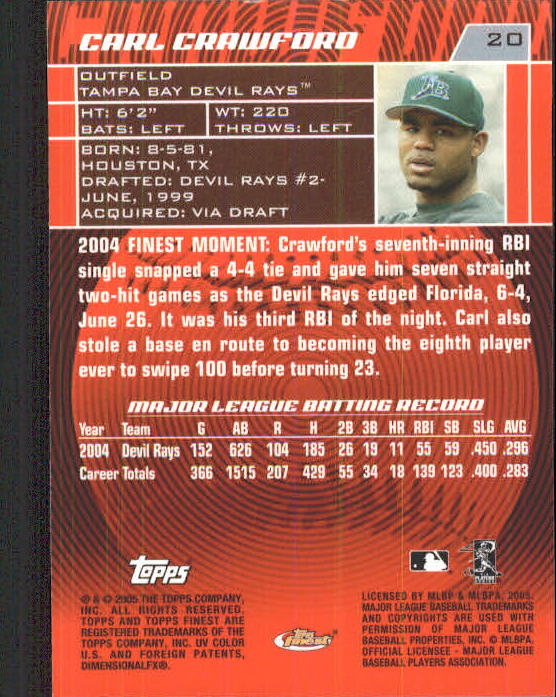 CARL CRAWFORD
20
OUTFIELD
TAMPA BAY DEVIL RAYS™
HT: 6'2" WT: 220
BATS: LEFT THROWS: LEFT
BORN: 8-5-81,
HOUSTON, TX
DRAFTED: DEVIL RAYS #2-
JUNE, 1999
ACQUIRED: VIA DRAFT
2004 FINEST MOMENT: Crawford's seventh-inning RBI
single snapped a 4-4 tie and gave him seven straight
two-hit games as the Devil Rays edged Florida, 6-4,
June 26. It was his third RBI of the night. Carl also
stole a base en route to becoming the eighth player
ever to swipe 100 before turning 23.
MAJOR LEAGUE BATTING RECORD
Year Team G AB R H 2B 3B HR RBI SB SLG AVG
2004 Devil Rays 152 626 104 185 26 19 11 55 59 .450 .296
Career Totals 366 1515 207 429 55 34 18 139 123 .400 .283
Topps
® & © 2005 THE TOPPS COMPANY,
INC. ALL RIGHTS RESERVED.
TOPPS AND TOPPS FINEST ARE
REGISTERED TRADEMARKS OF THE
TOPPS COMPANY, INC. UV COLOR
U.S. AND FOREIGN PATENTS,
DIMENSIONALFX®.
finest
LICENSED BY MLBP & MLBPA, 2005.
MAJOR LEAGUE BASEBALL TRADEMARKS
AND COPYRIGHTS ARE USED WITH
PERMISSION OF MAJOR LEAGUE
BASEBALL PROPERTIES, INC. © MLBPA.
OFFICIAL LICENSEE - MAJOR LEAGUE
BASEBALL PLAYERS ASSOCIATION.